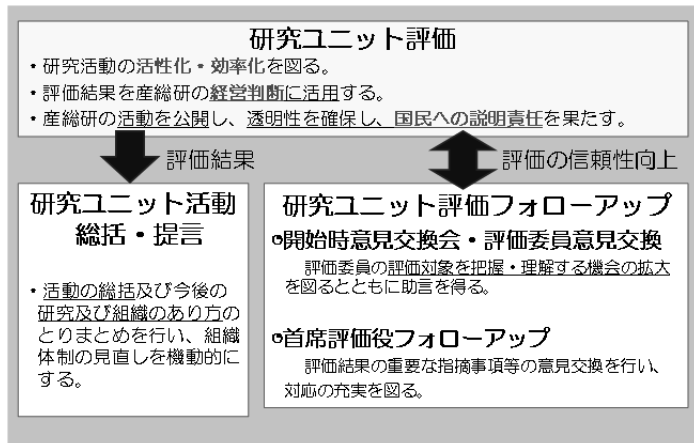 研究ユニット評価
・研究活動の活性化・効率化を図る。
・評価結果を産総研の経営判断に活用する。
・産総研の活動を公開し、透明性を確保し、国民への説明責任を果たす。
評価結果
評価の信頼性向上
研究ユニット活動
総括・提言
・活動の総括及び今後の
研究及び組織のあり方の
とりまとめを行い、組織
体制の見直しを機動的に
する。
研究ユニット評価フォローアップ
開始時意見交換会・評価委員意見交換
評価委員の評価対象を把握・理解する機会の拡大
を図るとともに助言を得る。
首席評価役フォローアップ
評価結果の重要な指摘事項等の意見交換を行い、
対応の充実を図る。